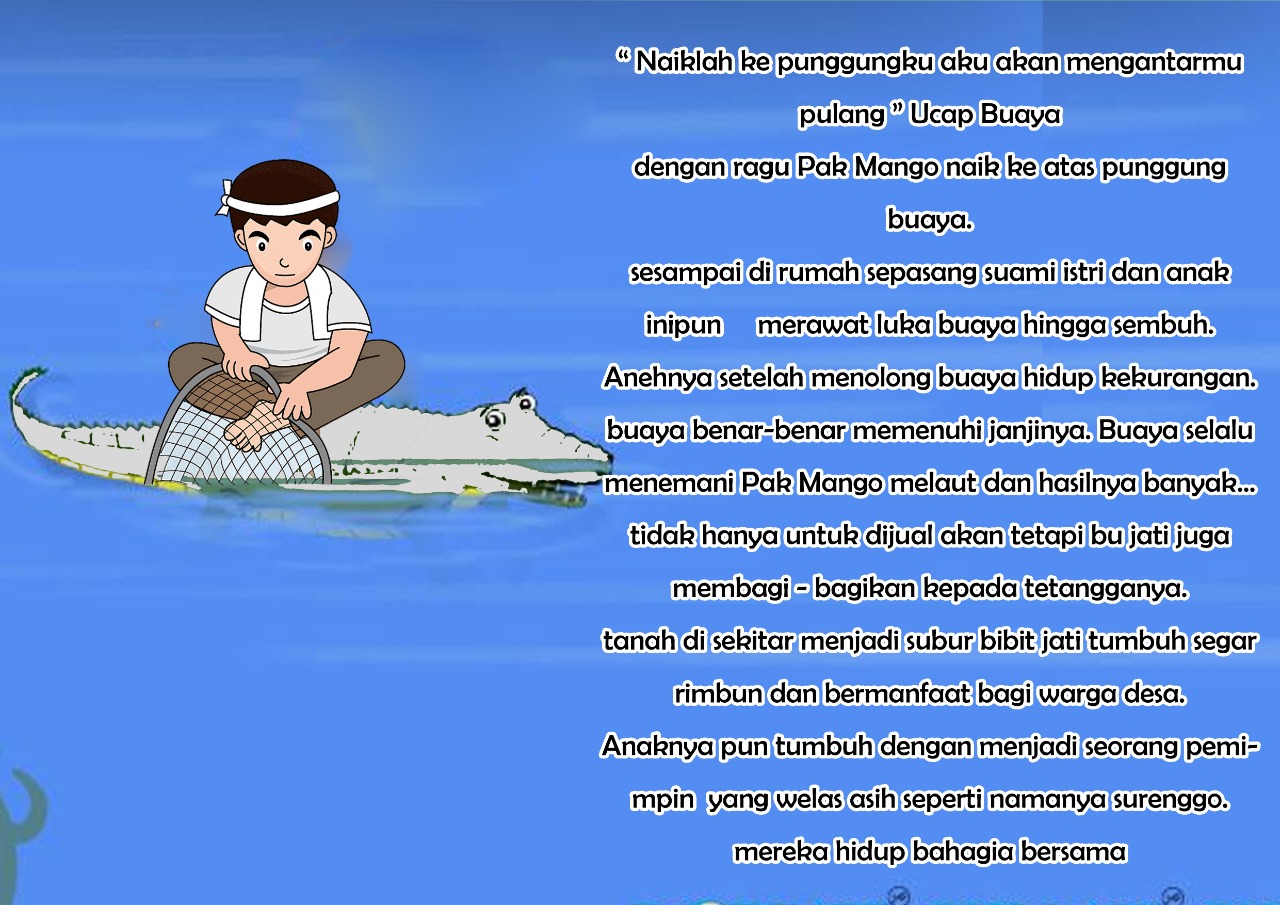 “ Naiklah ke punggungku aku akan mengantarmu
pulang ” Ucap Buaya
dengan ragu Pak Mango naik ke atas punggung
buaya.
sesampai di rumah sepasang suami istri dan anak
inipun merawat luka buaya hingga sembuh.
Anehnya setelah menolong buaya hidup kekurangan.
buaya benar-benar memenuhi janjinya. Buaya selalu
menemani Pak Mango melaut dan hasilnya banyak...
tidak hanya untuk dijual akan tetapi bu jati juga
membagi - bagikan kepada tetangganya.
tanah di sekitar menjadi subur bibit jati tumbuh segar
rimbun dan bermanfaat bagi warga desa.
Anaknya pun tumbuh dengan menjadi seorang pemi-
mpin yang welas asih seperti namanya surenggo.
mereka hidup bahagia bersama